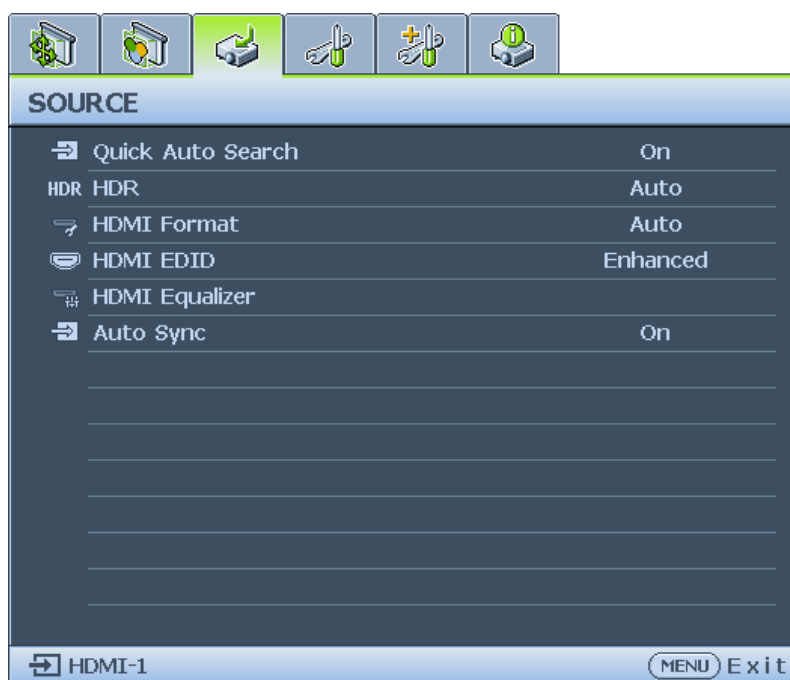 SOURCE
Quick Auto Search On
HDR HDR Auto
HDMI Format Auto
HDMI EDID Enhanced
HDMI Equalizer
Auto Sync On
HDMI-1 MENU Exit